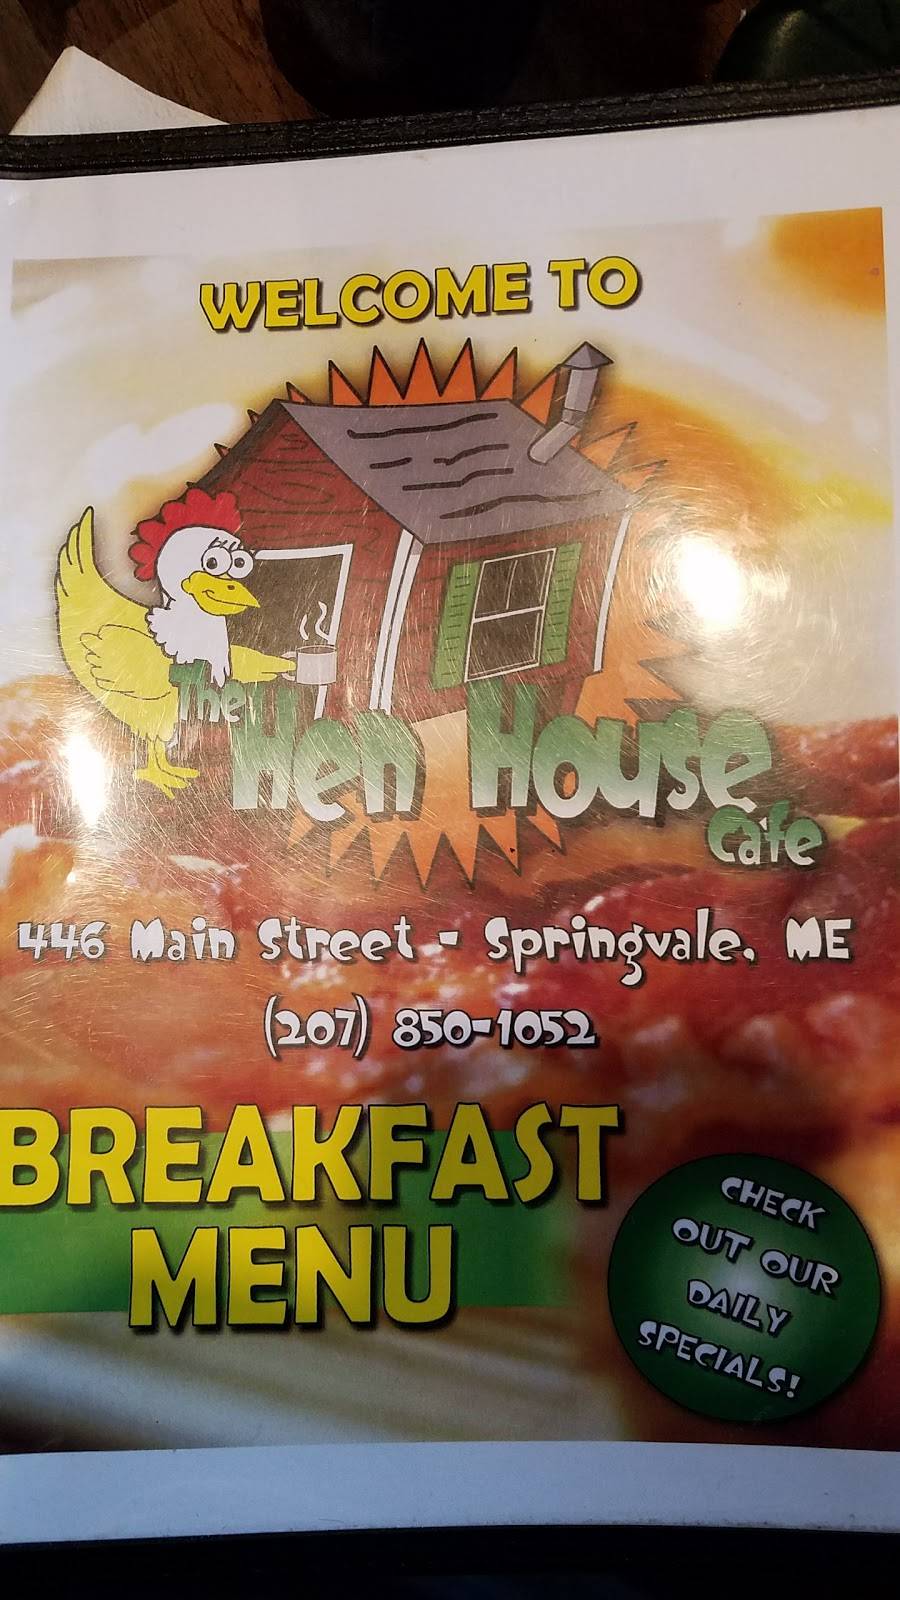 WELCOME TO
The
Hen House
Cafe
446 Main Street - Springvale, ME
(207) 850-1052
BREAKFAST
MENU
CHECK
OUT OUR
DAILY
SPECIALS!